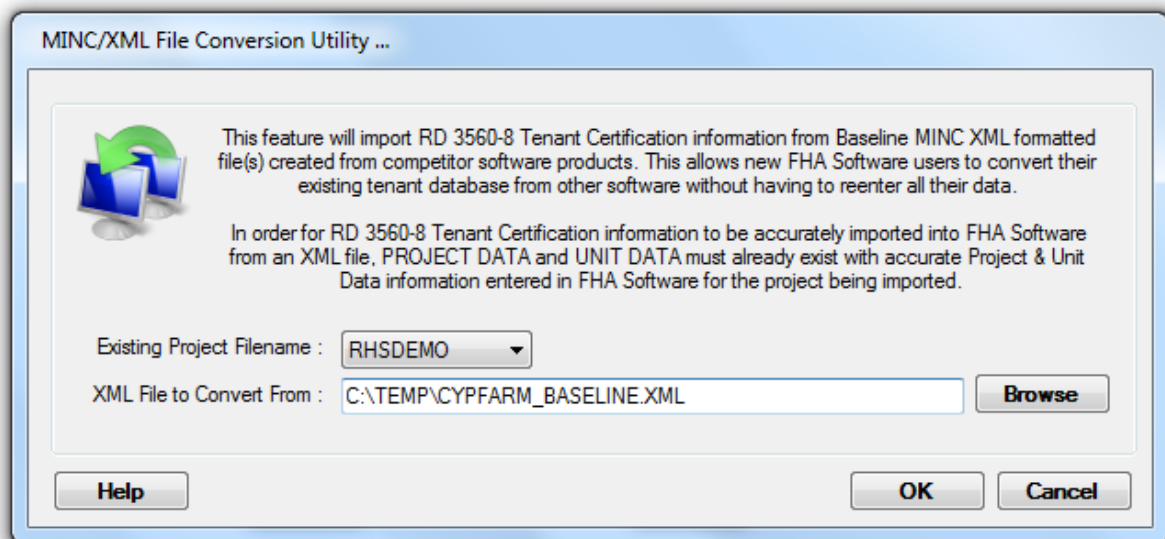 MINC/XML File Conversion Utility ...
This feature will import RD 3560-8 Tenant Certification information from Baseline MINC XML formatted
file(s) created from competitor software products. This allows new FHA Software users to convert their
existing tenant database from other software without having to reenter all their data.
In order for RD 3560-8 Tenant Certification information to be accurately imported into FHA Software
from an XML file, PROJECT DATA and UNIT DATA must already exist with accurate Project & Unit
Data information entered in FHA Software for the project being imported.
Existing Project Filename : RHSDEMO
XML File to Convert From : C:\TEMP\CYPFARM_BASELINE.XML Browse
Help OK Cancel